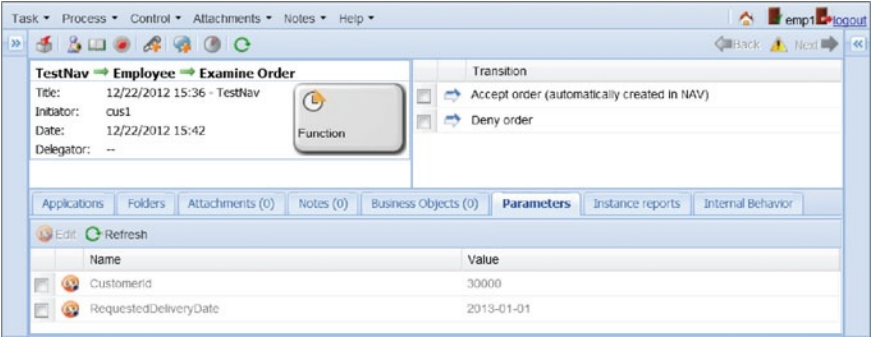 Task Process Control Attachments Notes Help emp1 logout
Back Next
TestNav Employee Examine Order
Title: 12/22/2012 15:36 - TestNav
Initiator: cus1
Date: 12/22/2012 15:42
Delegator: --
Function
Transition
Accept order (automatically created in NAV)
Deny order
Applications Folders Attachments (0) Notes (0) Business Objects (0) Parameters Instance reports Internal Behavior
Edit Refresh
Name Value
CustomerId 30000
RequestedDeliveryDate 2013-01-01